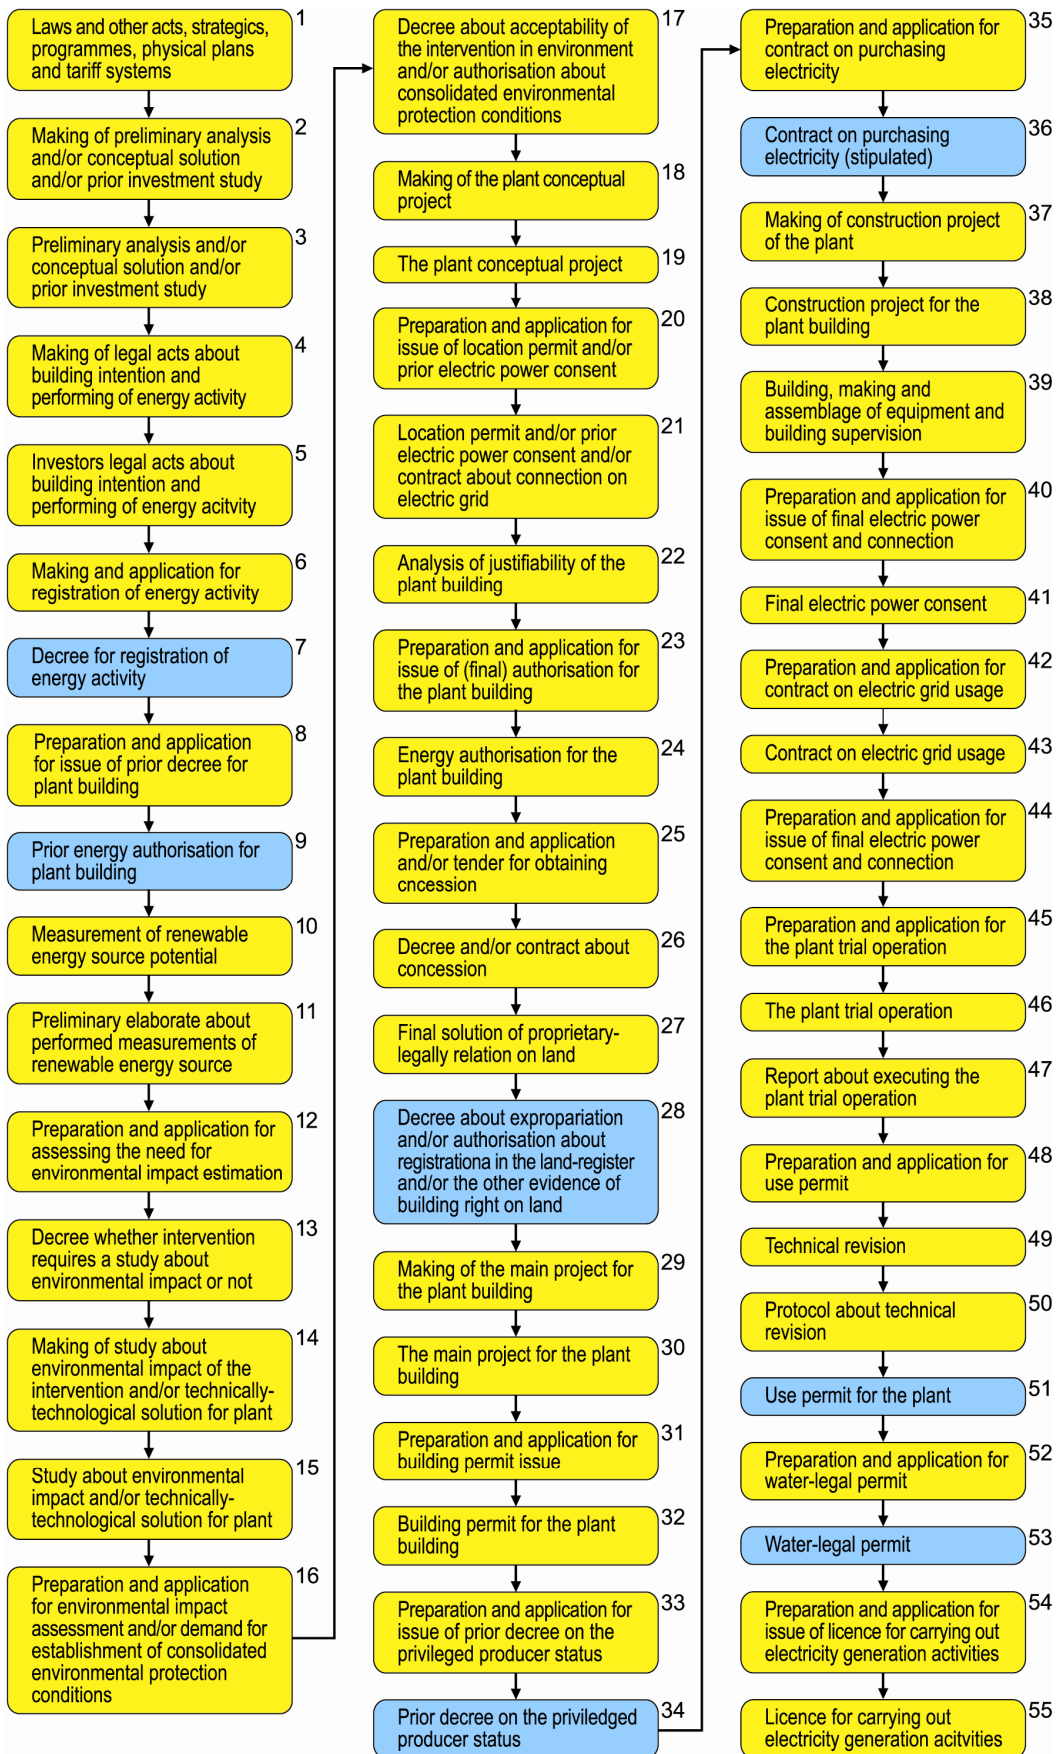 Laws and other acts, strategics,
programmes, physical plans
and tariff systems
1
Making of preliminary analysis
and/or conceptual solution
and/or prior investment study
2
Preliminary analysis and/or
conceptual solution and/or
prior investment study
3
Making of legal acts about
building intention and
performing of energy activity
4
Investors legal acts about
building intention and
performing of energy acitvity
5
Making and application for
registration of energy activity
6
Decree for registration of
energy activity
7
Preparation and application
for issue of prior decree for
plant building
8
Prior energy authorisation for
plant building
9
Measurement of renewable
energy source potential
10
Preliminary elaborate about
performed measurements of
renewable energy source
11
Preparation and application for
assessing the need for
environmental impact estimation
12
Decree whether intervention
requires a study about
environmental impact or not
13
Making of study about
environmental impact of the
intervention and/or technically-
technological solution for plant
14
Study about environmental
impact and/or technically-
technological solution for plant
15
Preparation and application
for environmental impact
assessment and/or demand for
establishment of consolidated
environmental protection
conditions
16
Decree about acceptability of
the intervention in environment
and/or authorisation about
consolidated environmental
protection conditions
17
Making of the plant conceptual
project
18
The plant conceptual project
19
Preparation and application for
issue of location permit and/or
prior electric power consent
20
Location permit and/or prior
electric power consent and/or
contract about connection on
electric grid
21
Analysis of justifiability of the
plant building
22
Preparation and application for
issue of (final) authorisation for
the plant building
23
Energy authorisation for the
plant building
24
Preparation and application
and/or tender for obtaining
cncession
25
Decree and/or contract about
concession
26
Final solution of proprietary-
legally relation on land
27
Decree about expropariation
and/or authorisation about
registrationa in the land-register
and/or the other evidence of
building right on land
28
Making of the main project for
the plant building
29
The main project for the plant
building
30
Preparation and application for
building permit issue
31
Building permit for the plant
building
32
Preparation and application for
issue of prior decree on the
privileged producer status
33
Prior decree on the priviledged
producer status
34
Preparation and application for
contract on purchasing
electricity
35
Contract on purchasing
electricity (stipulated)
36
Making of construction project
of the plant
37
Construction project for the
plant building
38
Building, making and
assemblage of equipment and
building supervision
39
Preparation and application for
issue of final electric power
consent and connection
40
Final electric power consent
41
Preparation and application for
contract on electric grid usage
42
Contract on electric grid usage
43
Preparation and application for
issue of final electric power
consent and connection
44
Preparation and application for
the plant trial operation
45
The plant trial operation
46
Report about executing the
plant trial operation
47
Preparation and application for
use permit
48
Technical revision
49
Protocol about technical
revision
50
Use permit for the plant
51
Preparation and application for
water-legal permit
52
Water-legal permit
53
Preparation and application for
issue of licence for carrying out
electricity generation activities
54
Licence for carrying out
electricity generation acitvities
55